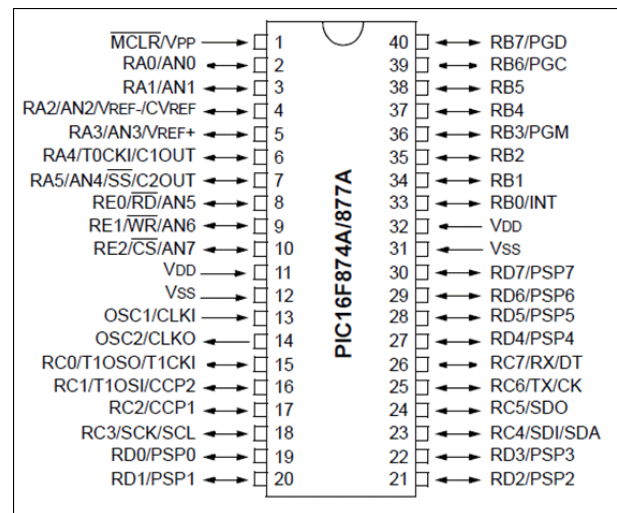 MCLR/VPP 1 40 RB7/PGD
RA0/AN0 2 39 RB6/PGC
RA1/AN1 3 38 RB5
RA2/AN2/VREF-/CVREF 4 37 RB4
RA3/AN3/VREF+ 5 36 RB3/PGM
RA4/T0CKI/C1OUT 6 35 RB2
RA5/AN4/SS/C2OUT 7 34 RB1
RE0/RD/AN5 8 33 RB0/INT
RE1/WR/AN6 9 32 VDD
RE2/CS/AN7 10 31 VSS
VDD 11 30 RD7/PSP7
VSS 12 29 RD6/PSP6
OSC1/CLKI 13 28 RD5/PSP5
OSC2/CLKO 14 27 RD4/PSP4
RC0/T1OSO/T1CKI 15 26 RC7/RX/DT
RC1/T1OSI/CCP2 16 25 RC6/TX/CK
RC2/CCP1 17 24 RC5/SDO
RC3/SCK/SCL 18 23 RC4/SDI/SDA
RD0/PSP0 19 22 RD3/PSP3
RD1/PSP1 20 21 RD2/PSP2
PIC16F874A/877A